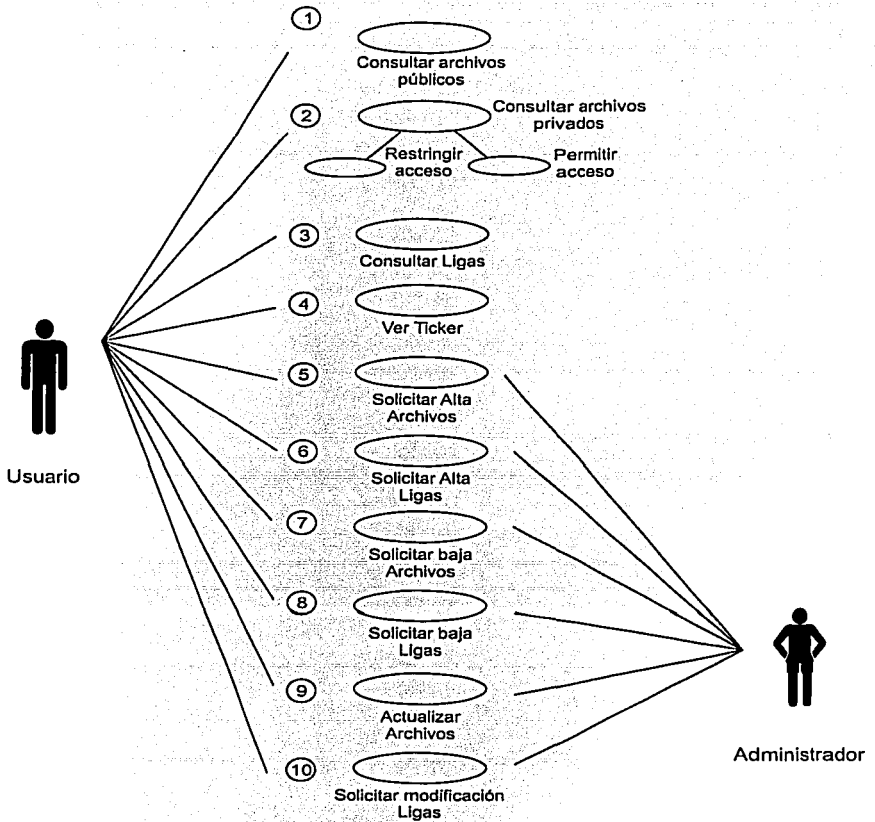 1
Consultar archivos
públicos
2
Consultar archivos
privados
Restringir
acceso
Permitir
acceso
3
Consultar Ligas
4
Ver Ticker
5
Solicitar Alta
Archivos
6
Solicitar Alta
Ligas
7
Solicitar baja
Archivos
8
Solicitar baja
Ligas
9
Actualizar
Archivos
10
Solicitar modificación
Ligas
Usuario
Administrador